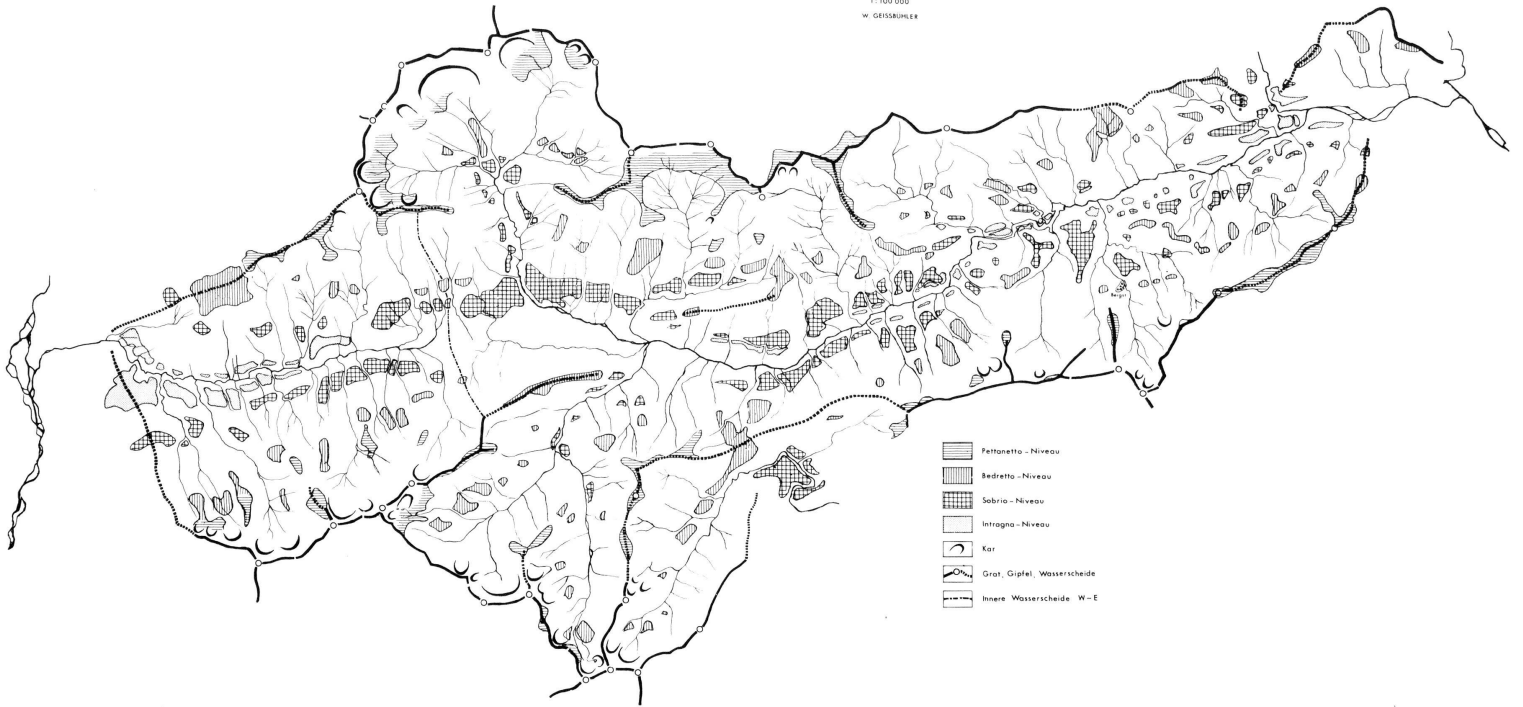 1:100 000
W. GEISSBÜHLER
Pettanetto – Niveau
Bedretto – Niveau
Sobrio – Niveau
Intragna – Niveau
Kar
Grat, Gipfel, Wasserscheide
Innere Wasserscheide W – E